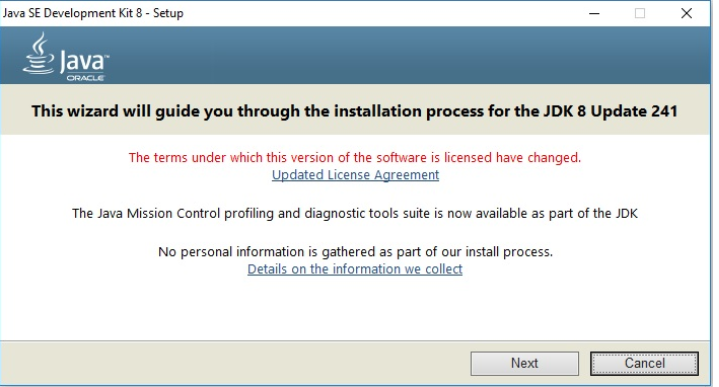 Java SE Development Kit 8 - Setup
Java™
ORACLE
This wizard will guide you through the installation process for the JDK 8 Update 241
The terms under which this version of the software is licensed have changed.
Updated License Agreement
The Java Mission Control profiling and diagnostic tools suite is now available as part of the JDK
No personal information is gathered as part of our install process.
Details on the information we collect
Next
Cancel